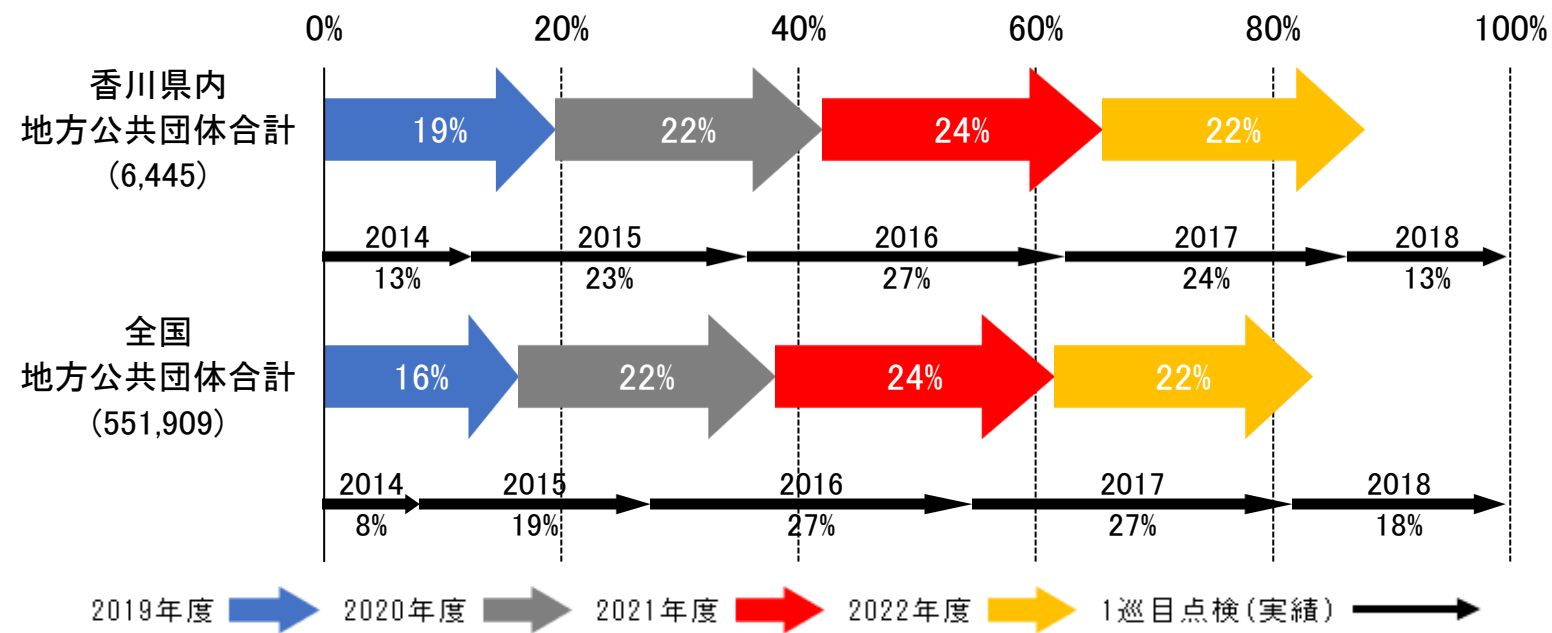 0% 20% 40% 60% 80% 100%
香川県内
地方公共団体合計
(6,445)
19% 22% 24% 22%
2014 2015 2016 2017 2018
13% 23% 27% 24% 13%
全国
地方公共団体合計
(551,909)
16% 22% 24% 22%
2014 2015 2016 2017 2018
8% 19% 27% 27% 18%
2019年度 2020年度 2021年度 2022年度 1巡目点検(実績)